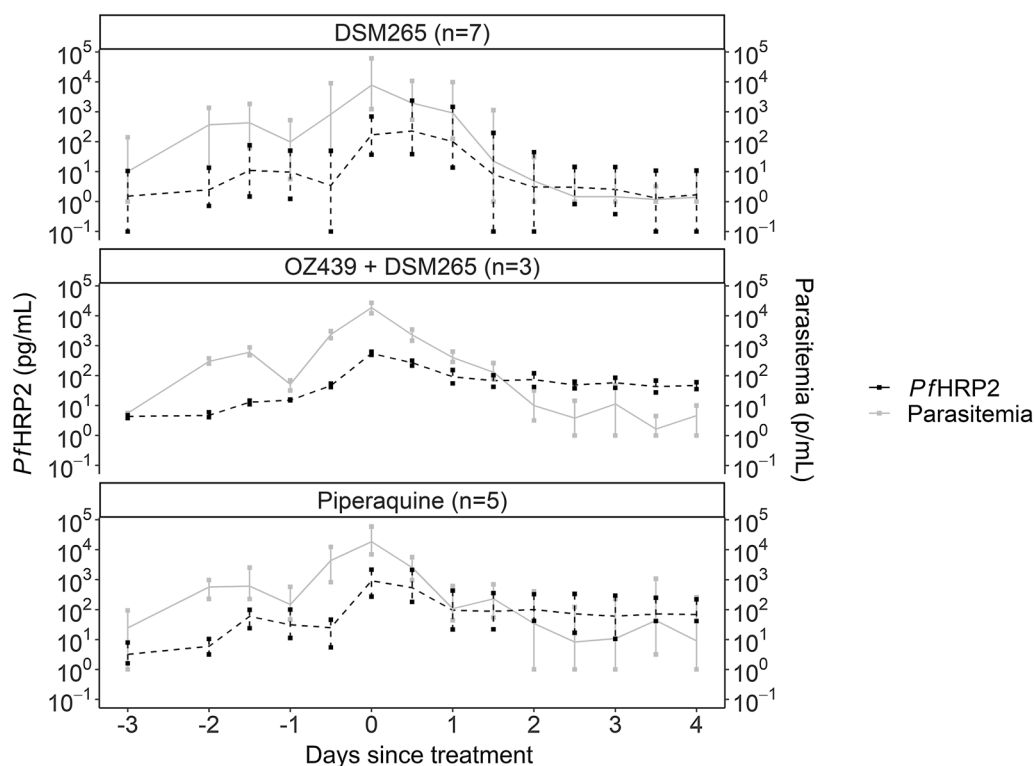 DSM265 (n=7)
10⁵ 10⁵
10⁴ 10⁴
10³ 10³
10² 10²
10¹ 10¹
10⁰ 10⁰
10⁻¹ 10⁻¹
OZ439 + DSM265 (n=3)
10⁵ 10⁵
10⁴ 10⁴
10³ 10³
10² 10²
10¹ 10¹
10⁰ 10⁰
10⁻¹ 10⁻¹
PfHRP2 (pg/mL)
Parasitemia (p/mL)
PfHRP2
Parasitemia
Piperaquine (n=5)
10⁵ 10⁵
10⁴ 10⁴
10³ 10³
10² 10²
10¹ 10¹
10⁰ 10⁰
10⁻¹ 10⁻¹
-3 -2 -1 0 1 2 3 4
Days since treatment